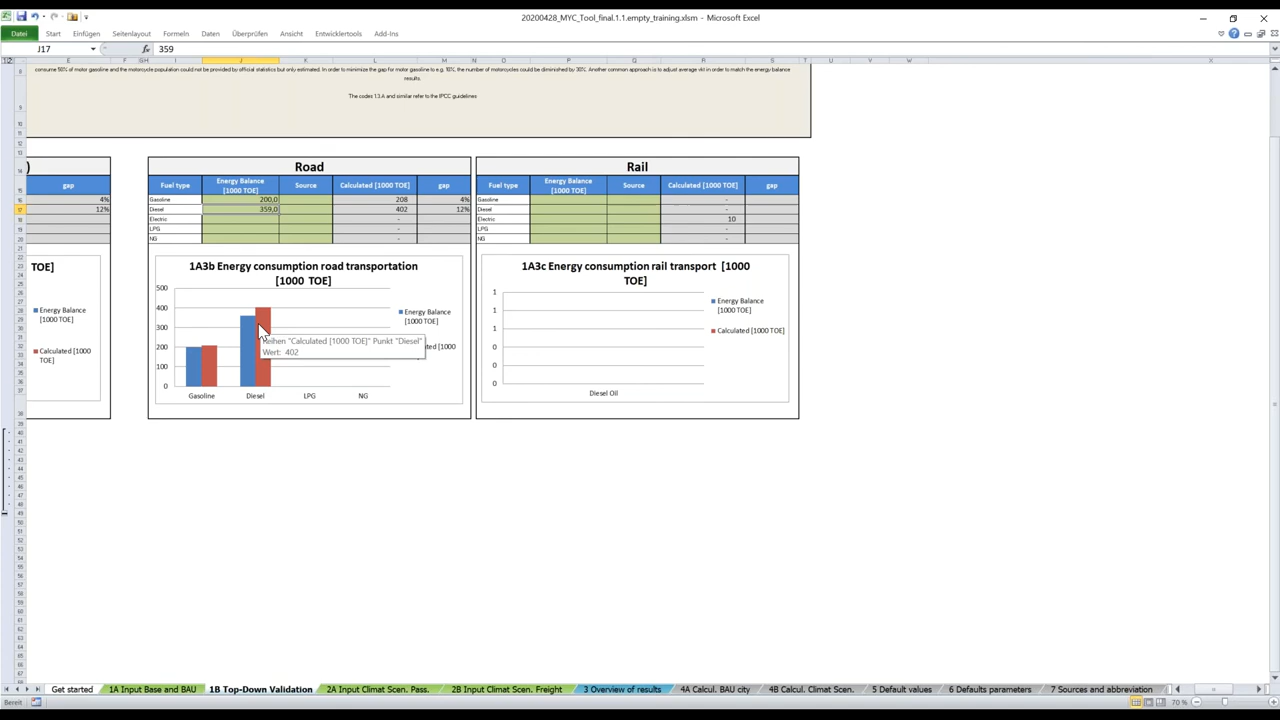 20200428_MYC_Tool_final.1.1.empty_training.xlsm - Microsoft Excel
Datei Start Einfügen Seitenlayout Formeln Daten Überprüfen Ansicht Entwicklertools Add-Ins
J17 fx 359
E F G H I J K L M N O P Q R S T U V W X
consume 50% of motor gasoline and the motorcycle population could not be provided by official statistics but only estimated. In order to minimize the gap for motor gasoline to e.g. 10%, the number of motorcycles could be diminished by 30%. Another common approach is to adjust average vkt in order to match the energy balance
results.
The codes 1.3.A and similar refer to the IPCC guidelines
) Road Rail
gap Fuel type Energy Balance [1000 TOE] Source Calculated [1000 TOE] gap Fuel type Energy Balance [1000 TOE] Source Calculated [1000 TOE] gap
4% Gasoline 200,0 208 4% Gasoline -
12% Diesel 359,0 402 12% Diesel -
Electric - Electric 10
LPG - LPG -
NG - NG -
TOE] 1A3b Energy consumption road transportation 1A3c Energy consumption rail transport [1000
[1000 TOE] TOE]
500
400
300
200
100
0
Gasoline Diesel LPG NG
Energy Balance
[1000 TOE]
Reihen "Calculated [1000 TOE]" Punkt "Diesel"
Wert: 402
1
1
1
0
0
0
Diesel Oil
Energy Balance
[1000 TOE]
Calculated [1000 TOE]
Energy Balance
[1000 TOE]
Calculated [1000
TOE]
Get started 1A Input Base and BAU 1B Top-Down Validation 2A Input Climat Scen. Pass. 2B Input Climat Scen. Freight 3 Overview of results 4A Calcul. BAU city 4B Calcul. Climat Scen. 5 Default values 6 Defaults parameters 7 Sources and abbreviation
Bereit 70 %